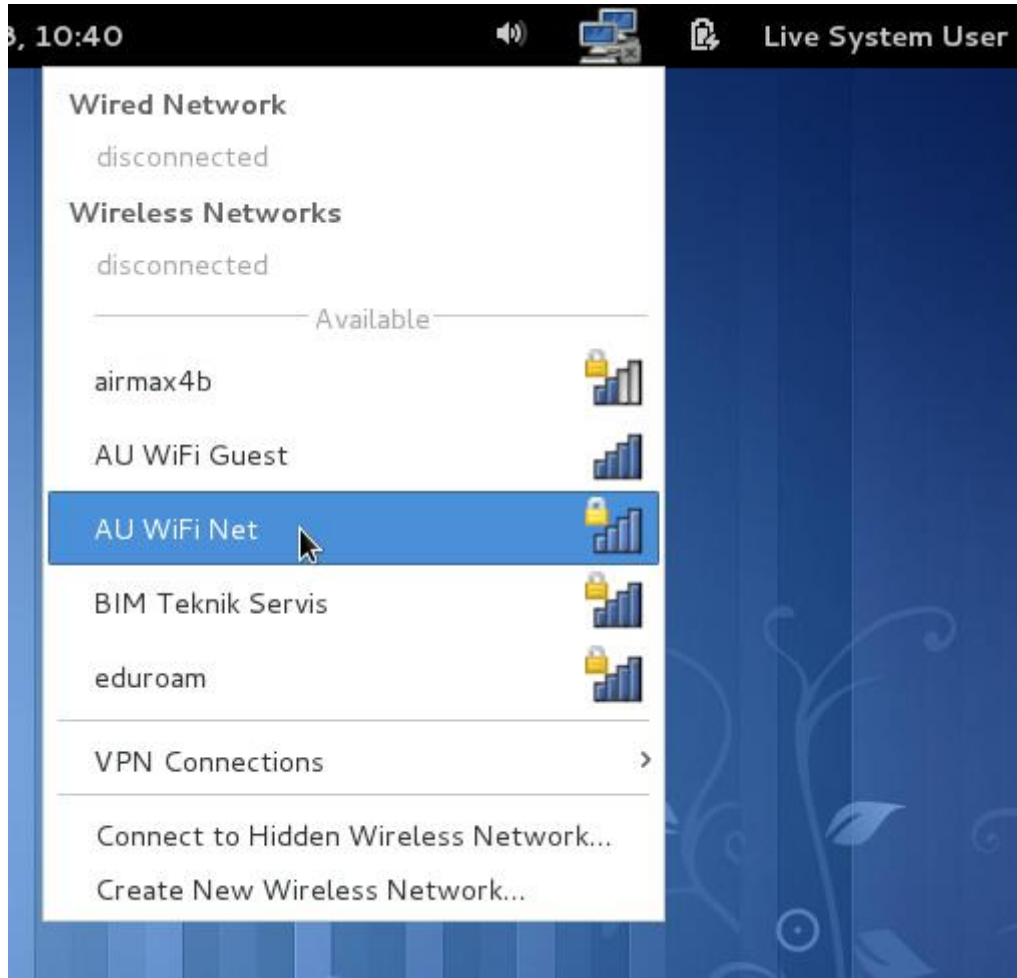 3, 10:40 Live System User
Wired Network
disconnected
Wireless Networks
disconnected
Available
airmax4b
AU WiFi Guest
AU WiFi Net
BIM Teknik Servis
eduroam
VPN Connections
Connect to Hidden Wireless Network...
Create New Wireless Network...